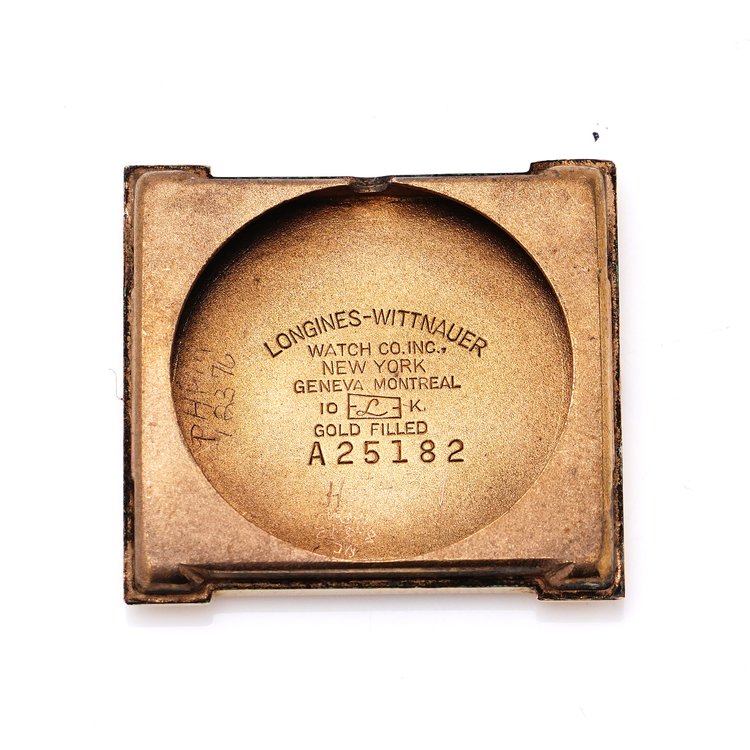 LONGINES-WITTNAUER
WATCH CO. INC.,
NEW YORK
GENEVA MONTREAL
10 L K.
GOLD FILLED
A25182
H